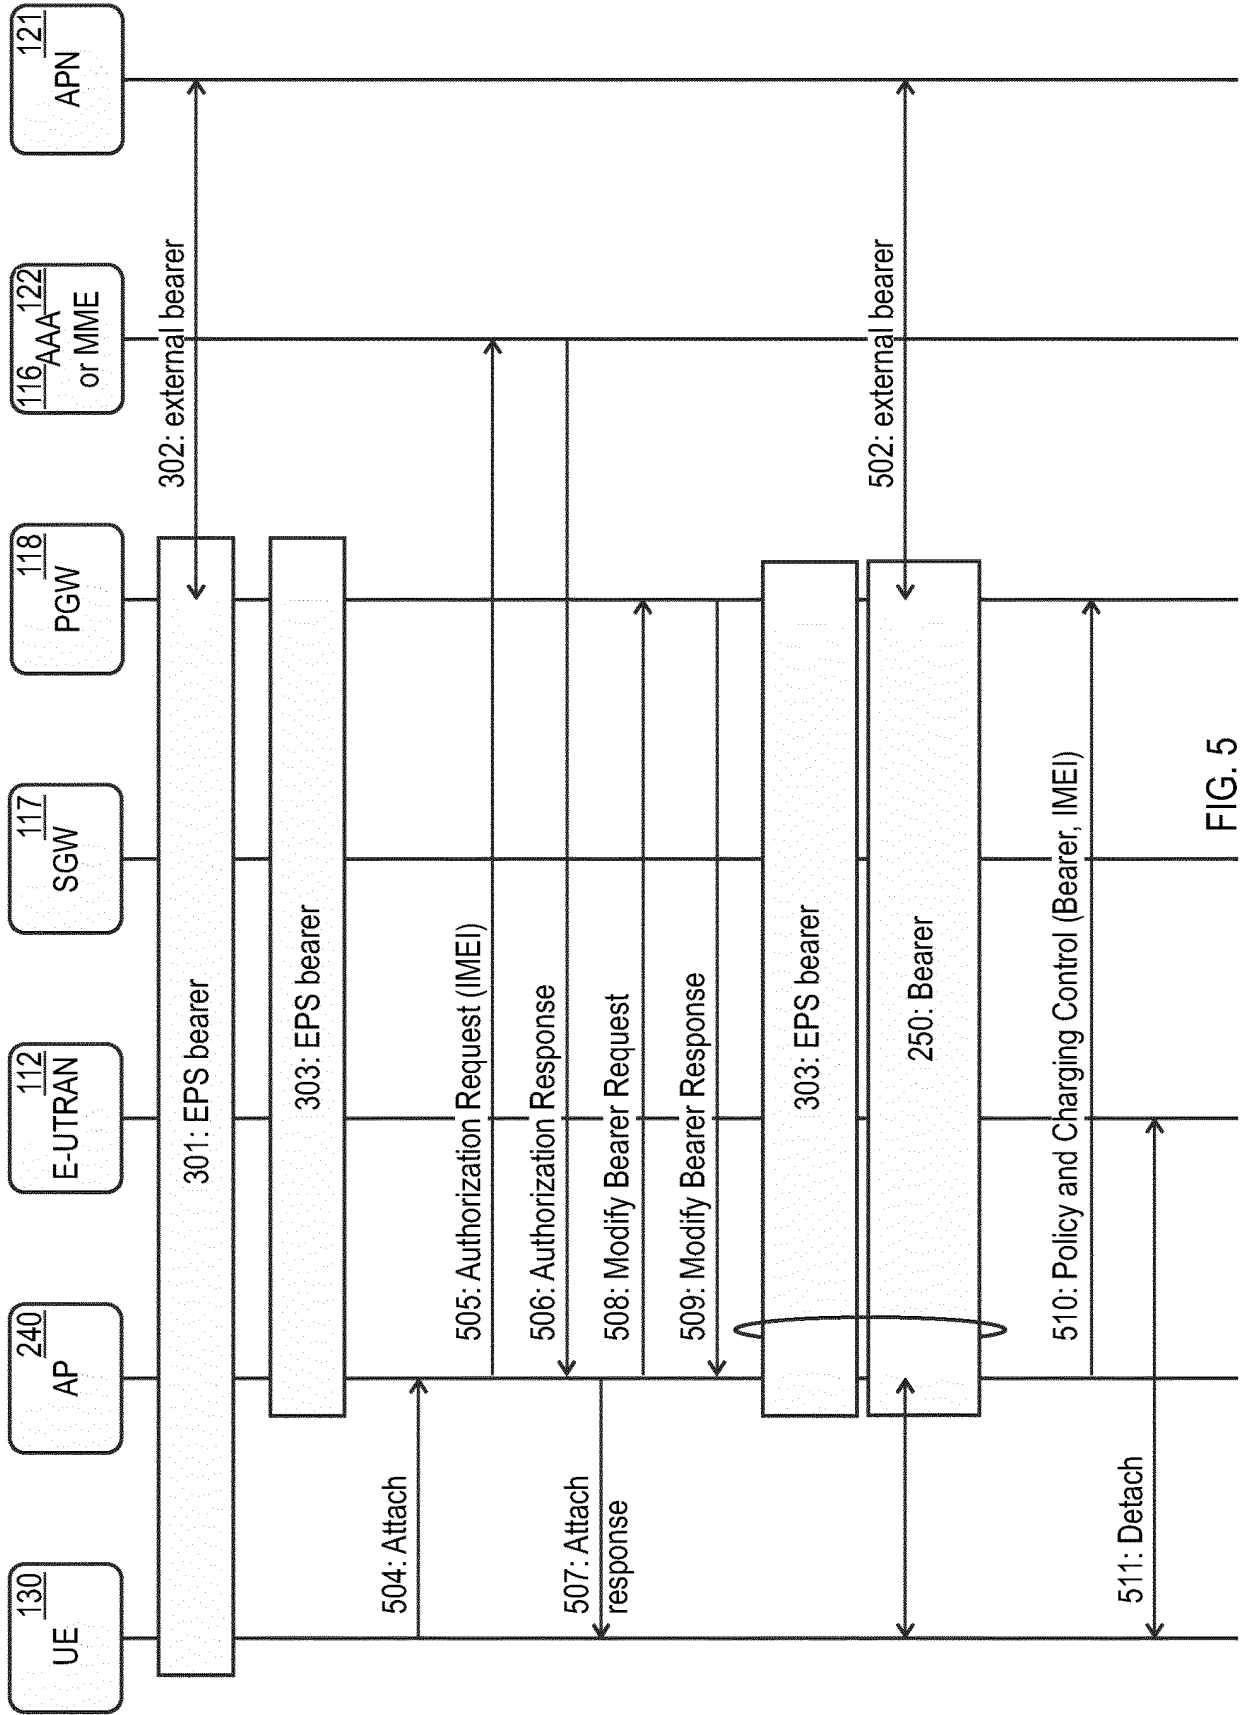 130
UE
240
AP
112
E-UTRAN
117
SGW
118
PGW
116 AAA 122
or MME
121
APN
301: EPS bearer
302: external bearer
303: EPS bearer
504: Attach
505: Authorization Request (IMEI)
506: Authorization Response
507: Attach
response
508: Modify Bearer Request
509: Modify Bearer Response
303: EPS bearer
250: Bearer
502: external bearer
510: Policy and Charging Control (Bearer, IMEI)
511: Detach
FIG. 5